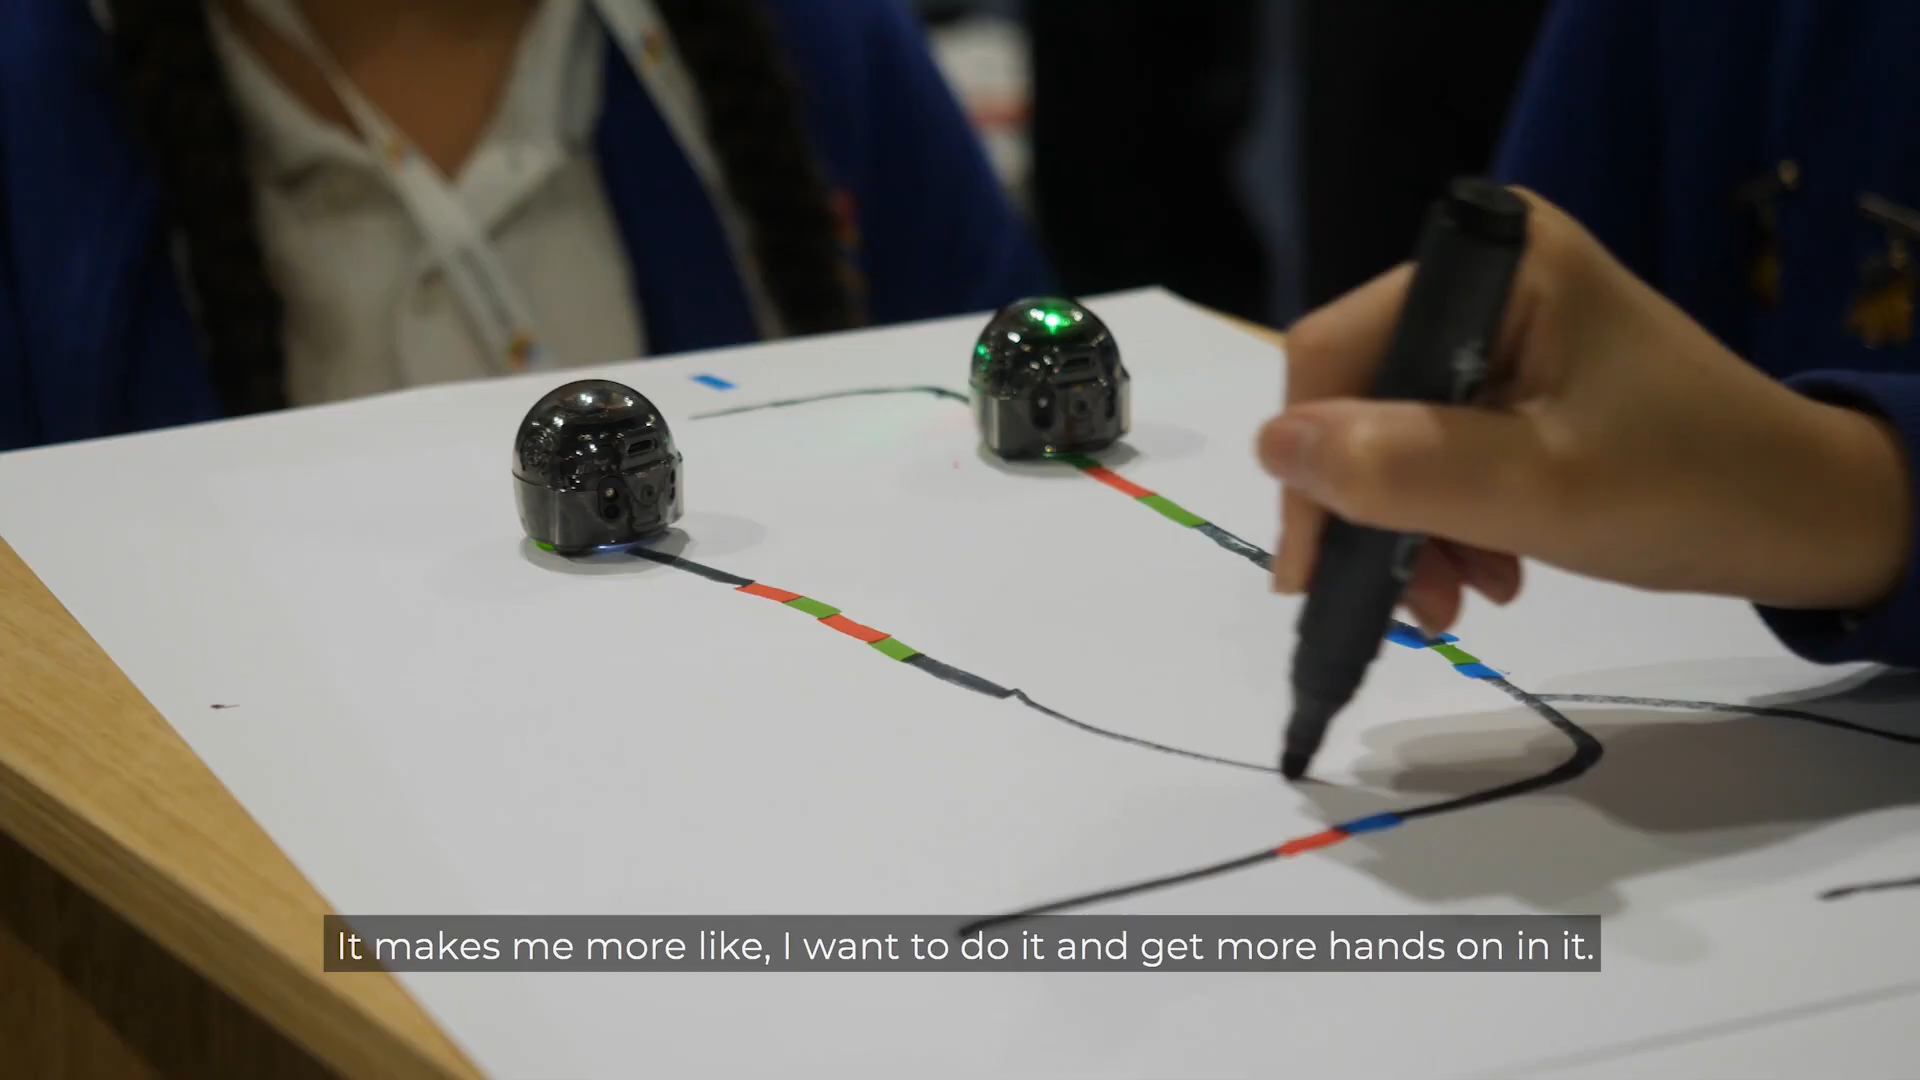 It makes me more like, I want to do it and get more hands on in it.